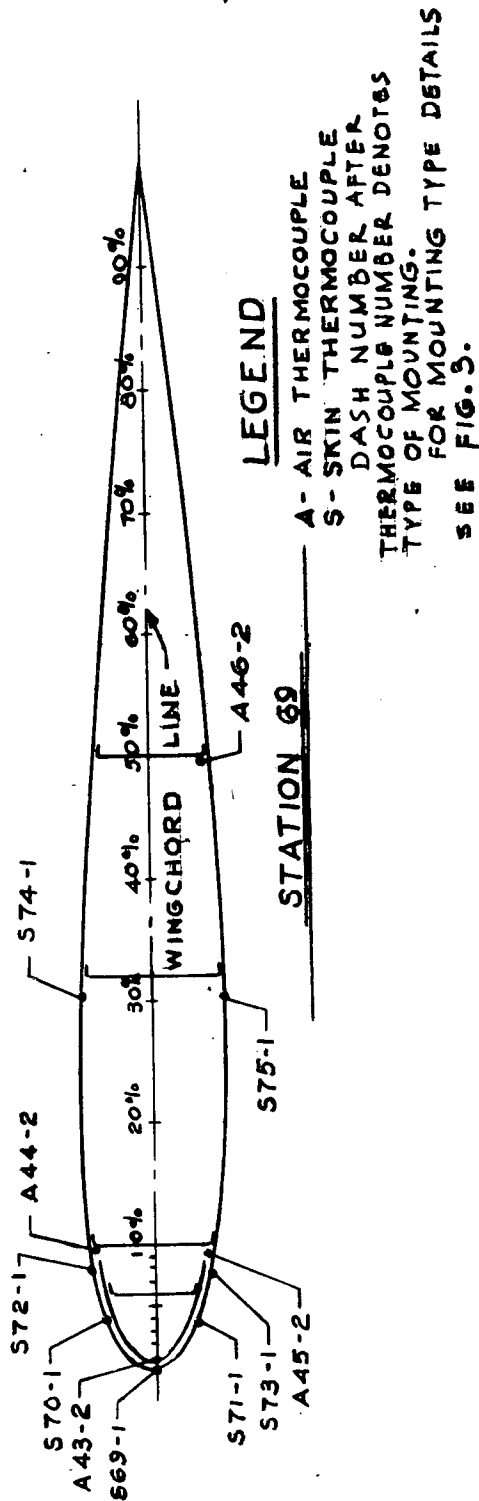 S72-1
A44-2
S74-1
S70-1
A43-2
S69-1
10%
20%
30%
40%
50%
60%
70%
80%
90%
WINGCHORD LINE
S71-1
S73-1
A45-2
S75-1
A46-2
STATION 69
LEGEND
A- AIR THERMOCOUPLE
S- SKIN THERMOCOUPLE
DASH NUMBER AFTER
THERMOCOUPLE NUMBER DENOTES
TYPE OF MOUNTING.
FOR MOUNTING TYPE DETAILS
SEE FIG. 3.